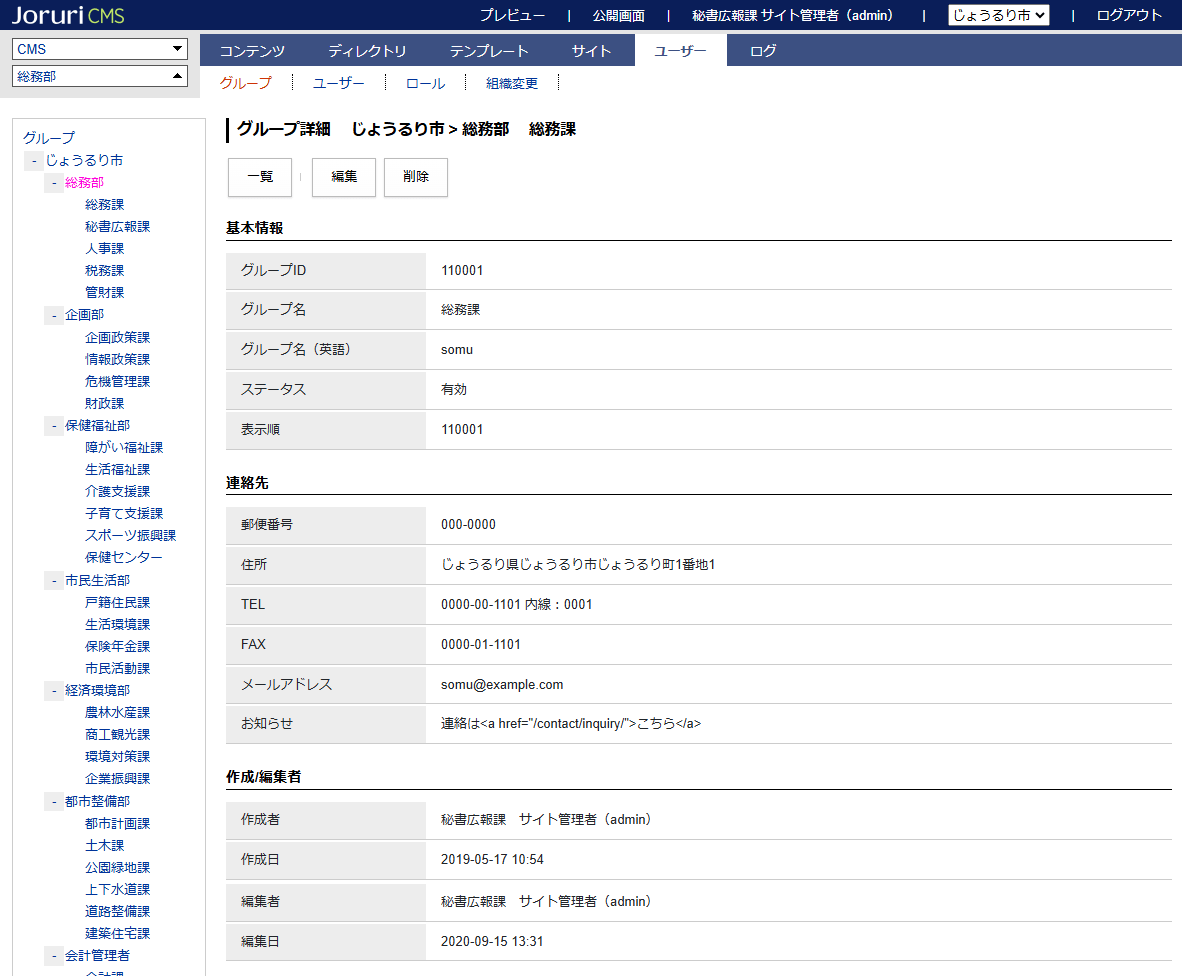 Joruri CMS プレビュー | 公開画面 | 秘書広報課 サイト管理者（admin） | じょうるり市 | ログアウト
CMS
総務部
コンテンツ ディレクトリ テンプレート サイト ユーザー ログ
グループ ユーザー ロール 組織変更
グループ
- じょうるり市
- 総務部
総務課
秘書広報課
人事課
税務課
管財課
- 企画部
企画政策課
情報政策課
危機管理課
財政課
- 保健福祉部
障がい福祉課
生活福祉課
介護支援課
子育て支援課
スポーツ振興課
保健センター
- 市民生活部
戸籍住民課
生活環境課
保険年金課
市民活動課
- 経済環境部
農林水産課
商工観光課
環境対策課
企業振興課
- 都市整備部
都市計画課
土木課
公園緑地課
上下水道課
道路整備課
建築住宅課
- 会計管理者
会計課
グループ詳細 じょうるり市 > 総務部 総務課
一覧 編集 削除
基本情報
グループID 110001
グループ名 総務課
グループ名（英語） somu
ステータス 有効
表示順 110001
連絡先
郵便番号 000-0000
住所 じょうるり県じょうるり市じょうるり町1番地1
TEL 0000-00-1101 内線：0001
FAX 0000-01-1101
メールアドレス somu@example.com
お知らせ 連絡は<a href="/contact/inquiry/">こちら</a>
作成/編集者
作成者 秘書広報課 サイト管理者（admin）
作成日 2019-05-17 10:54
編集者 秘書広報課 サイト管理者（admin）
編集日 2020-09-15 13:31